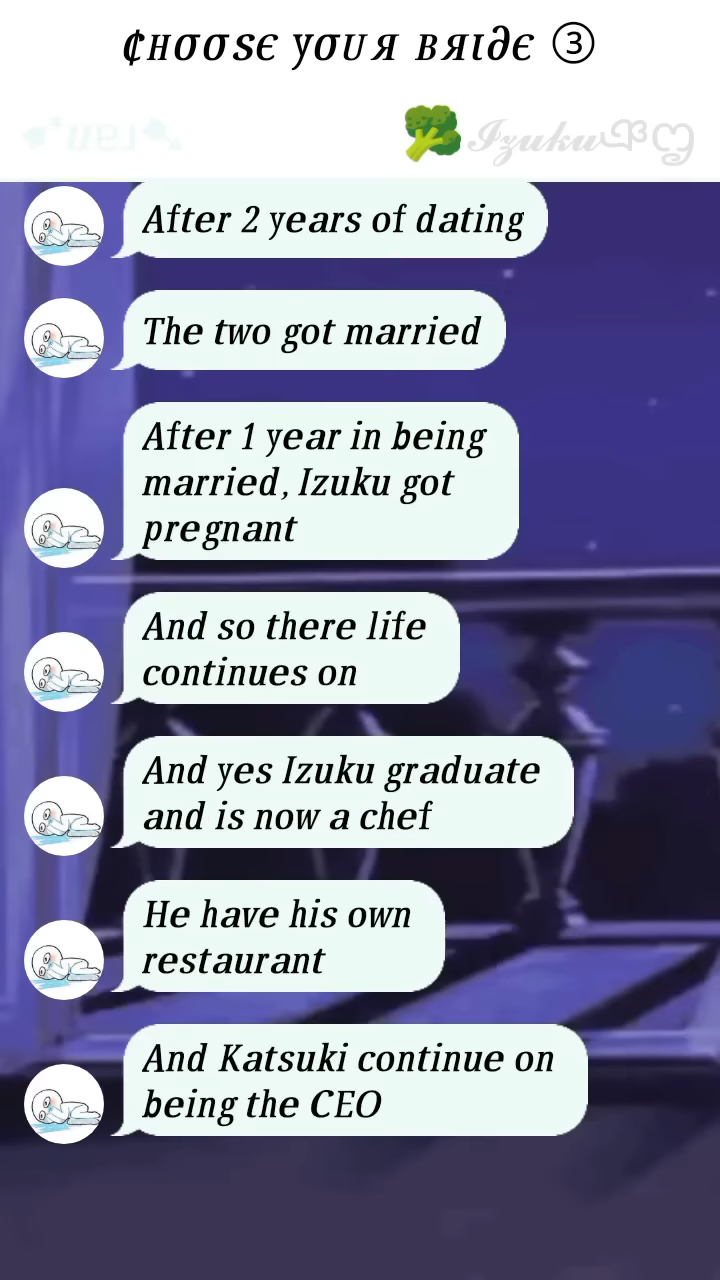 ₵нσσѕє уσυя вяι∂є ③
🥦𝓘𝔃𝓾𝓴𝓾
After 2 years of dating
The two got married
After 1 year in being
married, Izuku got
pregnant
And so there life
continues on
And yes Izuku graduate
and is now a chef
He have his own
restaurant
And Katsuki continue on
being the CEO